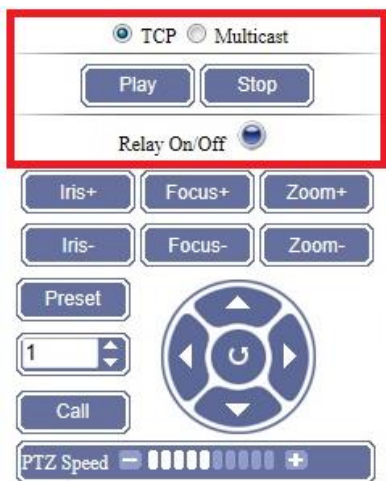 TCP Multicast
Play Stop
Relay On/Off
Iris+ Focus+ Zoom+
Iris- Focus- Zoom-
Preset
1
Call
PTZ Speed